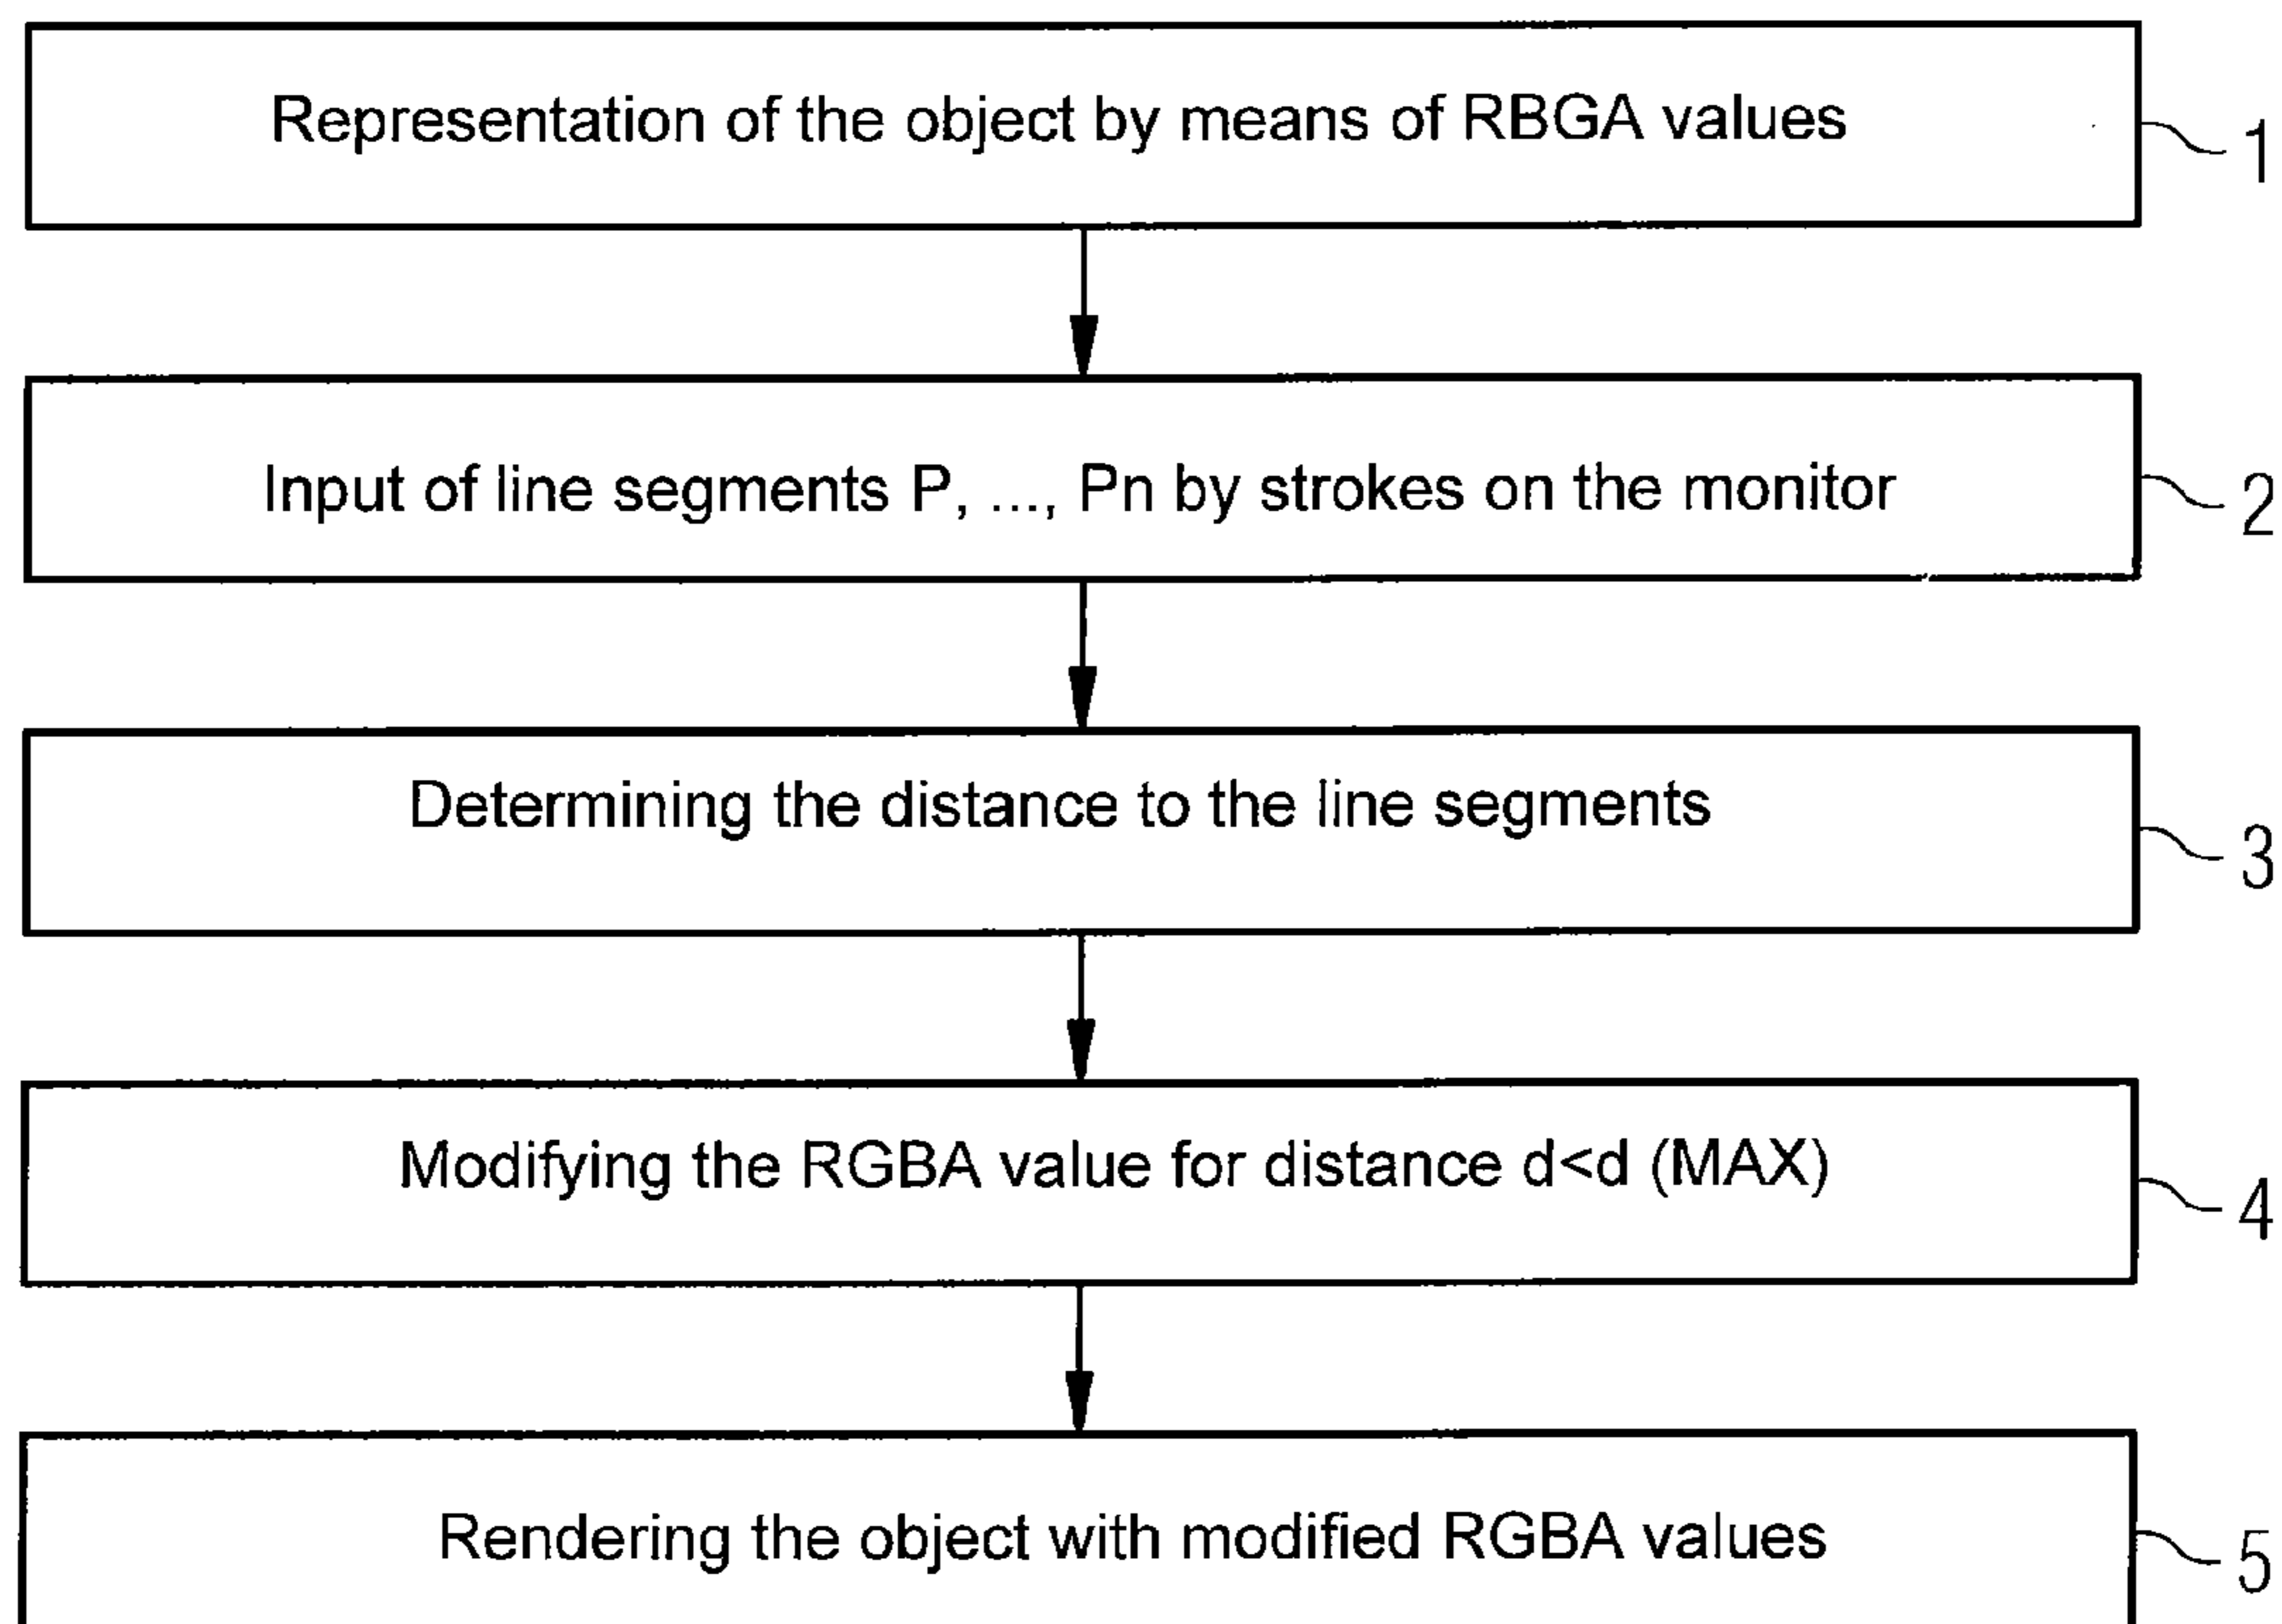 Representation of the object by means of RBGA values
1
Input of line segments P, ..., Pn by strokes on the monitor
2
Determining the distance to the line segments
3
Modifying the RGBA value for distance d<d (MAX)
4
Rendering the object with modified RGBA values
5